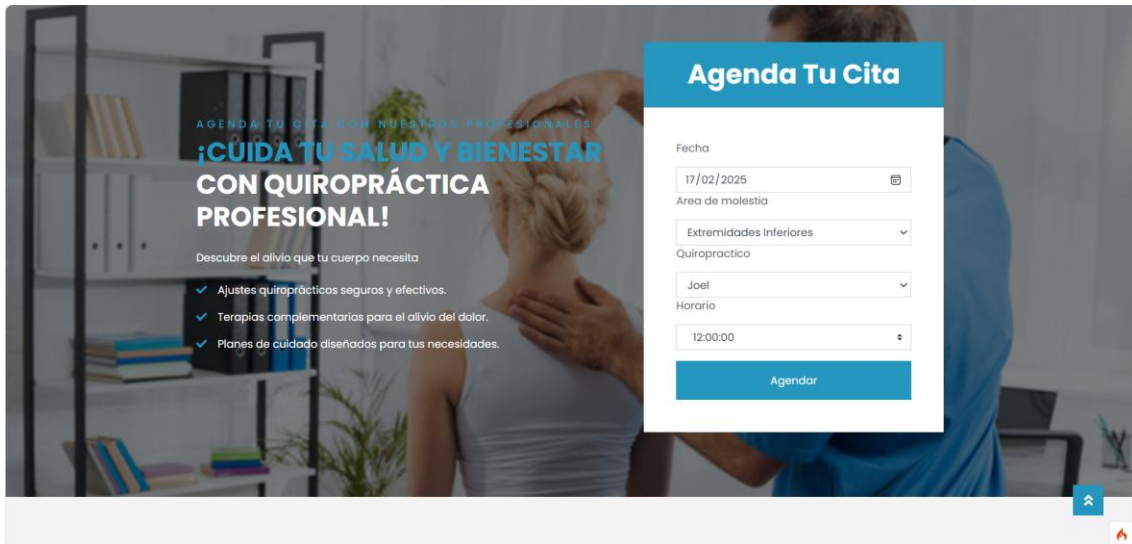 AGENDA TU CITA CON NUESTROS PROFESIONALES
¡CUIDA TU SALUD Y BIENESTAR
CON QUIROPRÁCTICA
PROFESIONAL!
Descubre el alivio que tu cuerpo necesita
Ajustes quiroprácticos seguros y efectivos.
Terapias complementarias para el alivio del dolor.
Planes de cuidado diseñados para tus necesidades.
Agenda Tu Cita
Fecha
17/02/2025
Area de molestia
Extremidades Inferiores
Quiropractico
Joel
Horario
12:00:00
Agendar